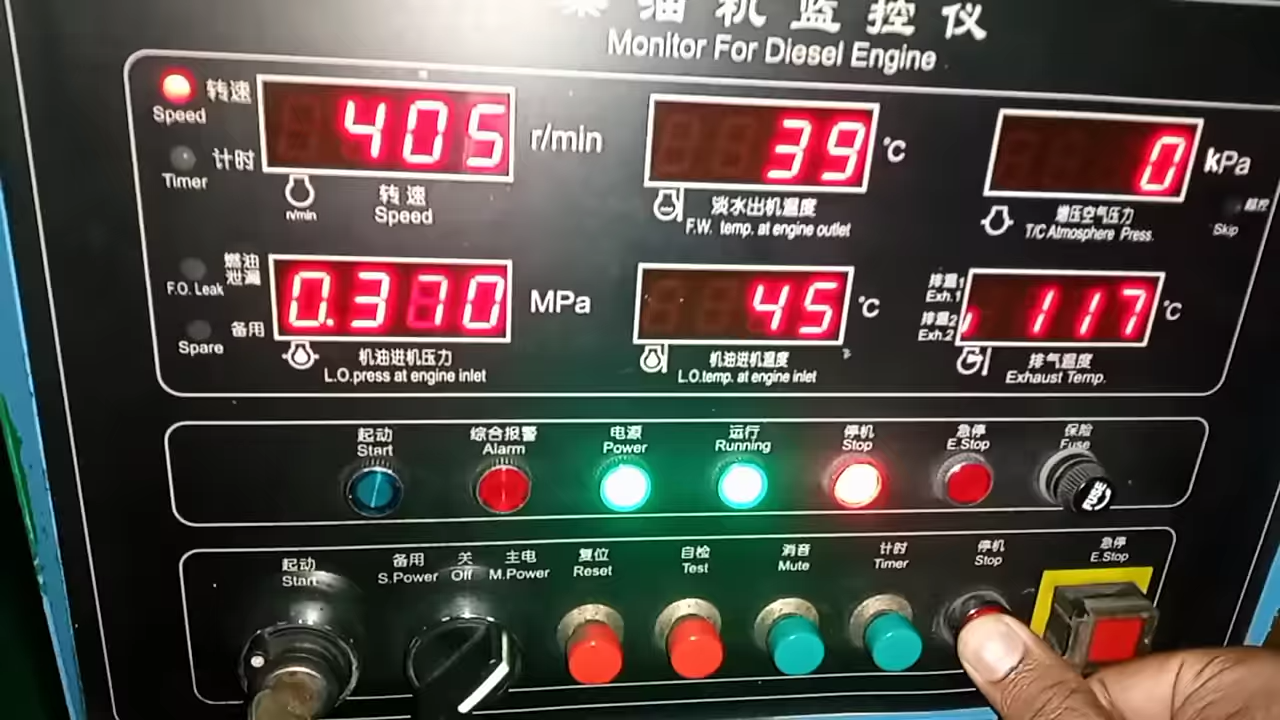 柴油机监控仪
Monitor For Diesel Engine
转速
Speed
405
r/min
n/min
转速
Speed
39
℃
淡水出机温度
F.W. temp. at engine outlet
0
kPa
增压空气压力
T/C Atmosphere Press.
越控
Skip
计时
Timer
燃油
泄漏
F.O. Leak
备用
Spare
0.370
MPa
机油进机压力
L.O.press at engine inlet
45
℃
机油进机温度
L.O.temp. at engine inlet
排温1
Exh.1
排温2
Exh.2
117
℃
排气温度
Exhaust Temp.
起动
Start
综合报警
Alarm
电源
Power
运行
Running
停机
Stop
急停
E.Stop
保险
Fuse
FUSE
起动
Start
备用
S.Power
关
Off
主电
M.Power
复位
Reset
自检
Test
消音
Mute
计时
Timer
停机
Stop
急停
E.Stop